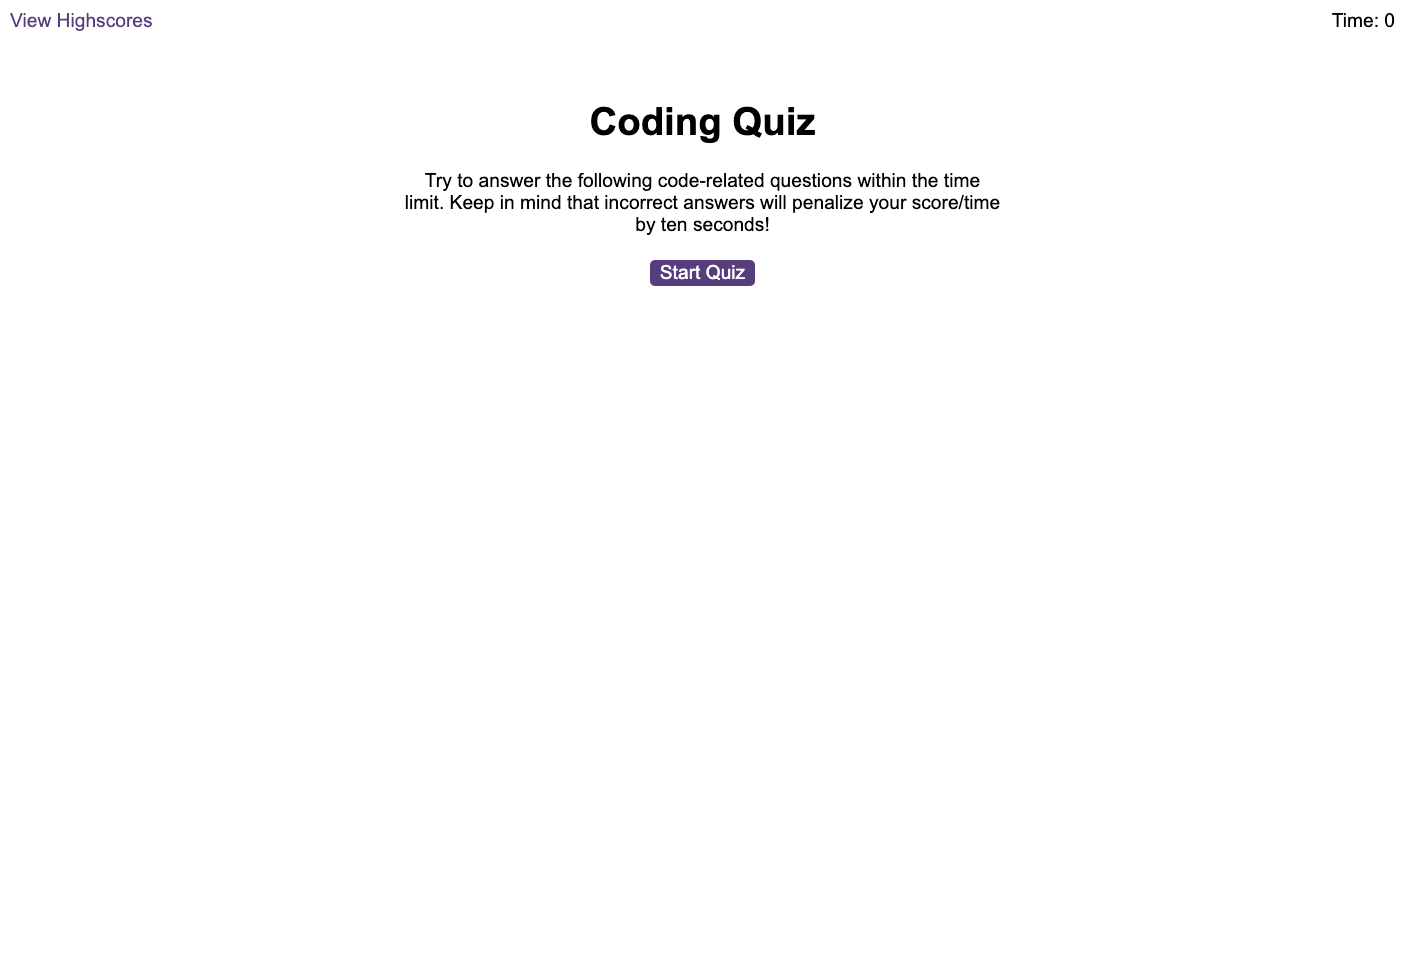 View Highscores
Time: 0
Coding Quiz
Try to answer the following code-related questions within the time
limit. Keep in mind that incorrect answers will penalize your score/time
by ten seconds!
Start Quiz